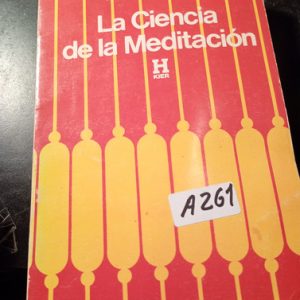 La Ciencia
de la Meditación
H
KIER
A261